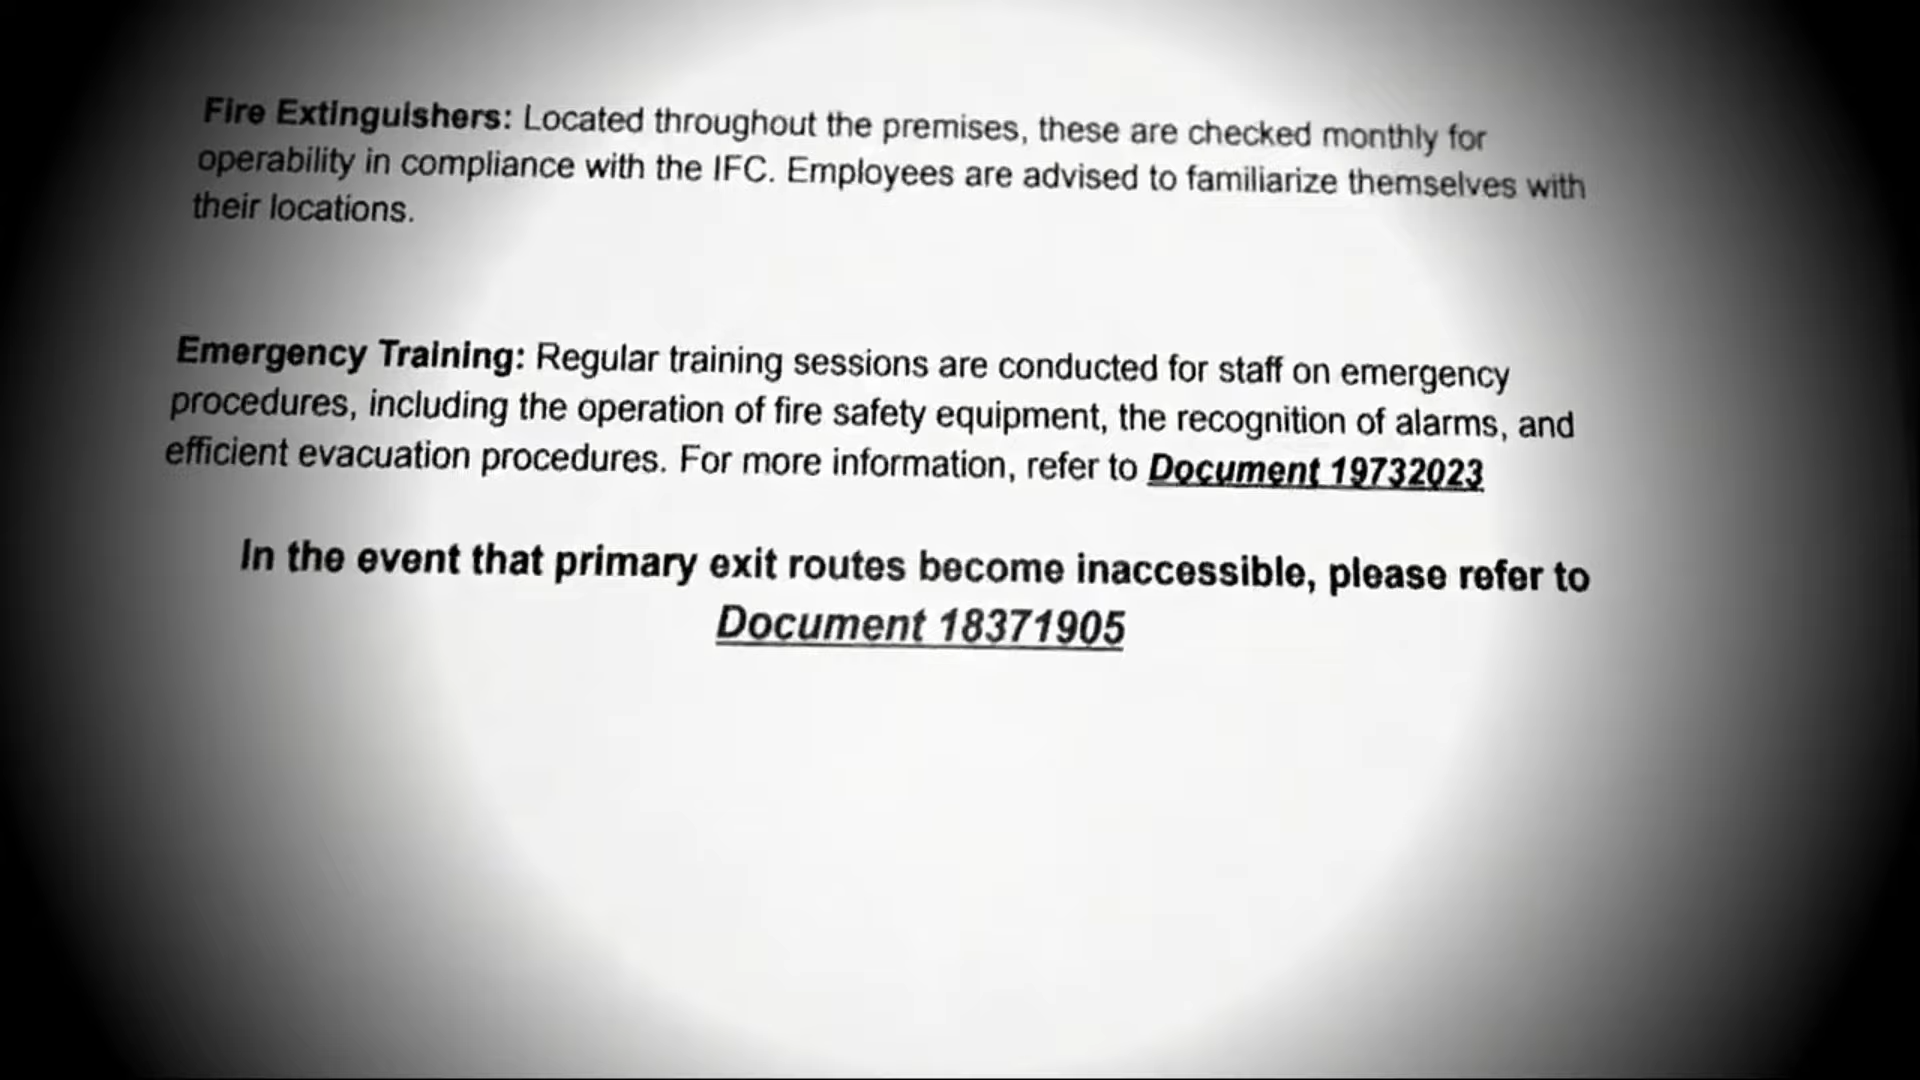 Fire Extinguishers: Located throughout the premises, these are checked monthly for
operability in compliance with the IFC. Employees are advised to familiarize themselves with
their locations.
Emergency Training: Regular training sessions are conducted for staff on emergency
procedures, including the operation of fire safety equipment, the recognition of alarms, and
efficient evacuation procedures. For more information, refer to Document 19732023
In the event that primary exit routes become inaccessible, please refer to
Document 18371905